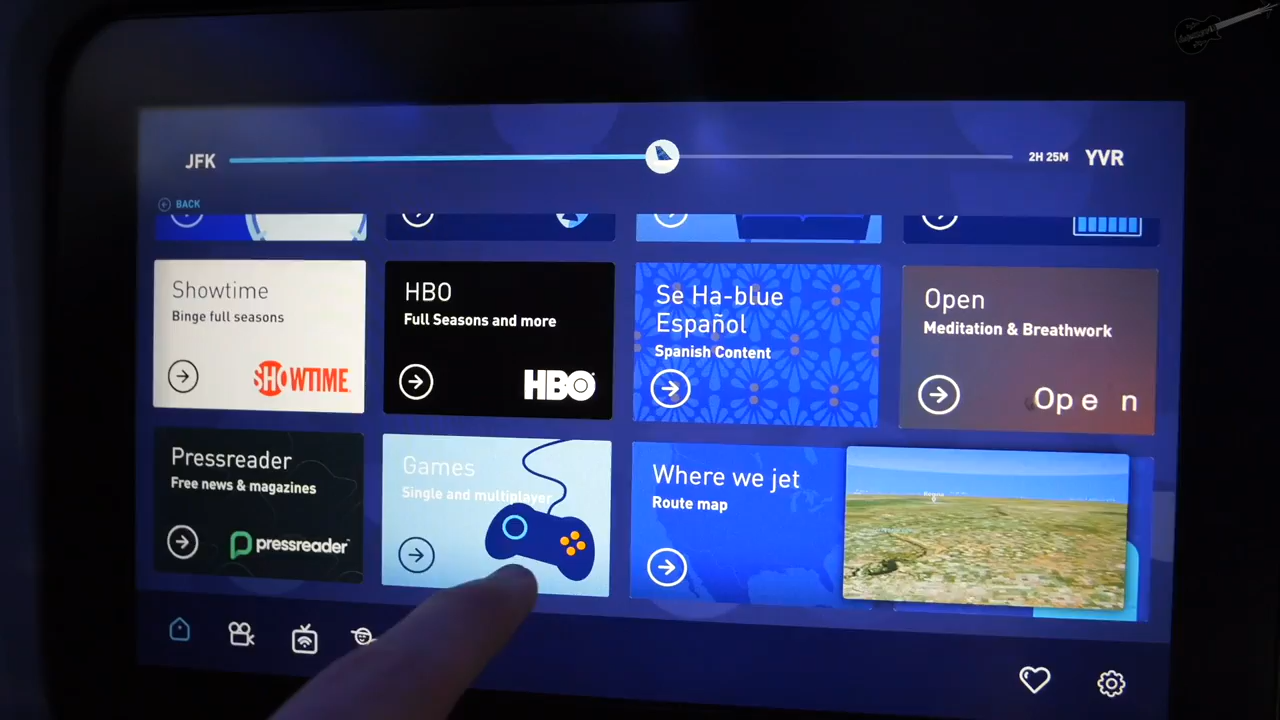 JFK
2H 25M YVR
BACK
Showtime
Binge full seasons
SHOWTIME
HBO
Full Seasons and more
HBO
Se Ha-blue
Español
Spanish Content
Open
Meditation & Breathwork
Open
Pressreader
Free news & magazines
pressreader
Games
Single and multiplayer
Where we jet
Route map